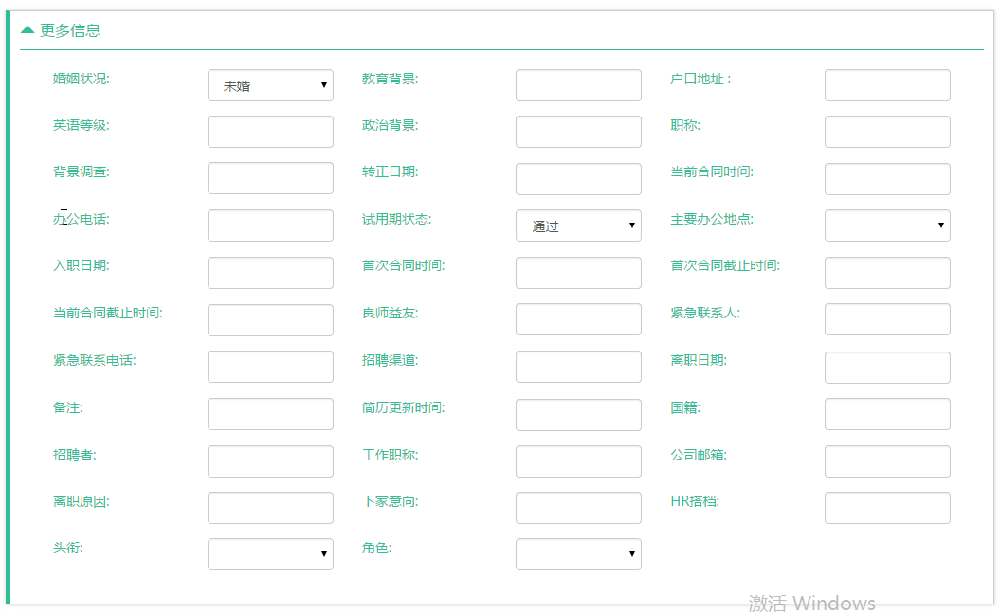 更多信息
婚姻状况: 未婚 教育背景: 户口地址 :
英语等级: 政治背景: 职称:
背景调查: 转正日期: 当前合同时间:
办公电话: 试用期状态: 通过 主要办公地点:
入职日期: 首次合同时间: 首次合同截止时间:
当前合同截止时间: 良师益友: 紧急联系人:
紧急联系电话: 招聘渠道: 离职日期:
备注: 简历更新时间: 国籍:
招聘者: 工作职称: 公司邮箱:
离职原因: 下家意向: HR搭档:
头衔: 角色:
激活 Windows